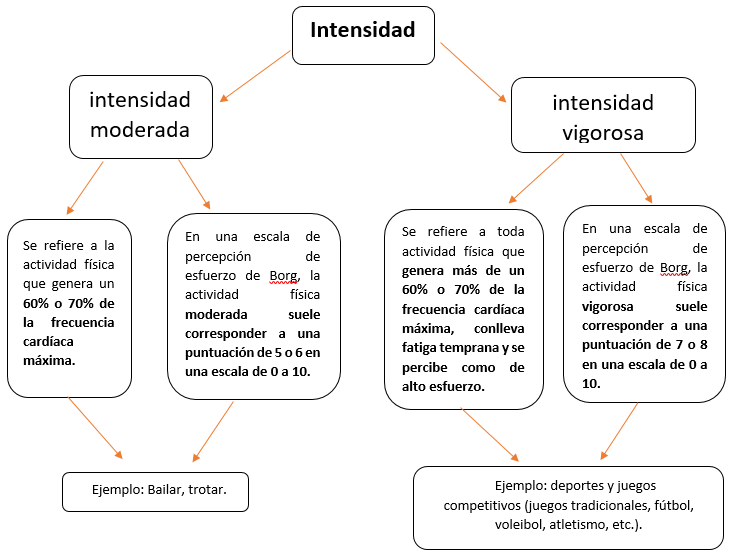 Intensidad
intensidad
moderada
intensidad
vigorosa
Se refiere a la
actividad física
que genera un
60% o 70% de
la frecuencia
cardíaca
máxima.
En una escala de
percepción de
esfuerzo de Borg, la
actividad física
moderada suele
corresponder a una
puntuación de 5 o 6 en
una escala de 0 a 10.
Se refiere a toda
actividad física que
genera más de un
60% o 70% de la
frecuencia cardíaca
máxima, conlleva
fatiga temprana y se
percibe como de
alto esfuerzo.
En una escala de
percepción de
esfuerzo de Borg, la
actividad física
vigorosa suele
corresponder a una
puntuación de 7 o 8
en una escala de 0 a
10.
Ejemplo: Bailar, trotar.
Ejemplo: deportes y juegos
competitivos (juegos tradicionales, fútbol,
voleibol, atletismo, etc.).